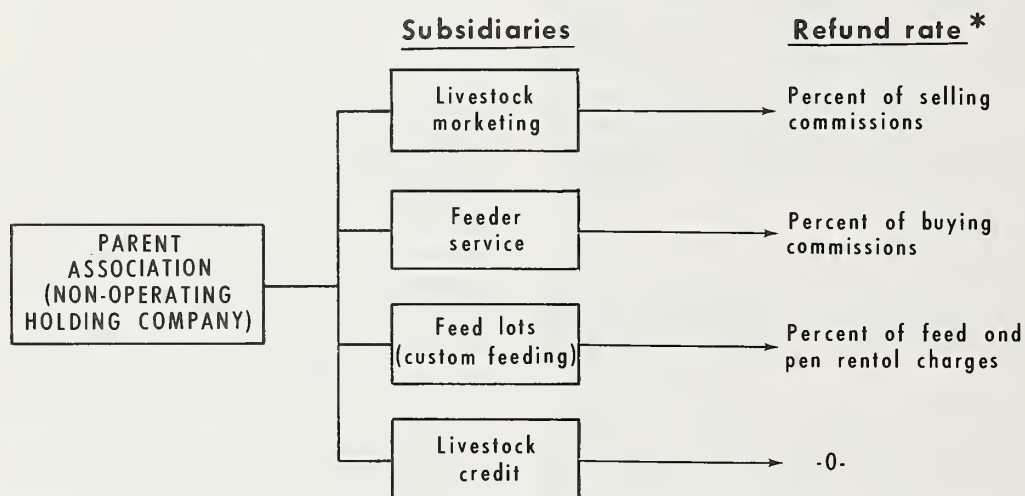 Subsidiaries
Refund rate*
Livestock
morketing
Percent of selling
commissions
Feeder
service
Percent of buying
commissions
PARENT
ASSOCIATION
(NON-OPERATING
HOLDING COMPANY)
Feed lots
(custom feeding)
Percent of feed ond
pen rentol charges
Livestock
credit
-0-